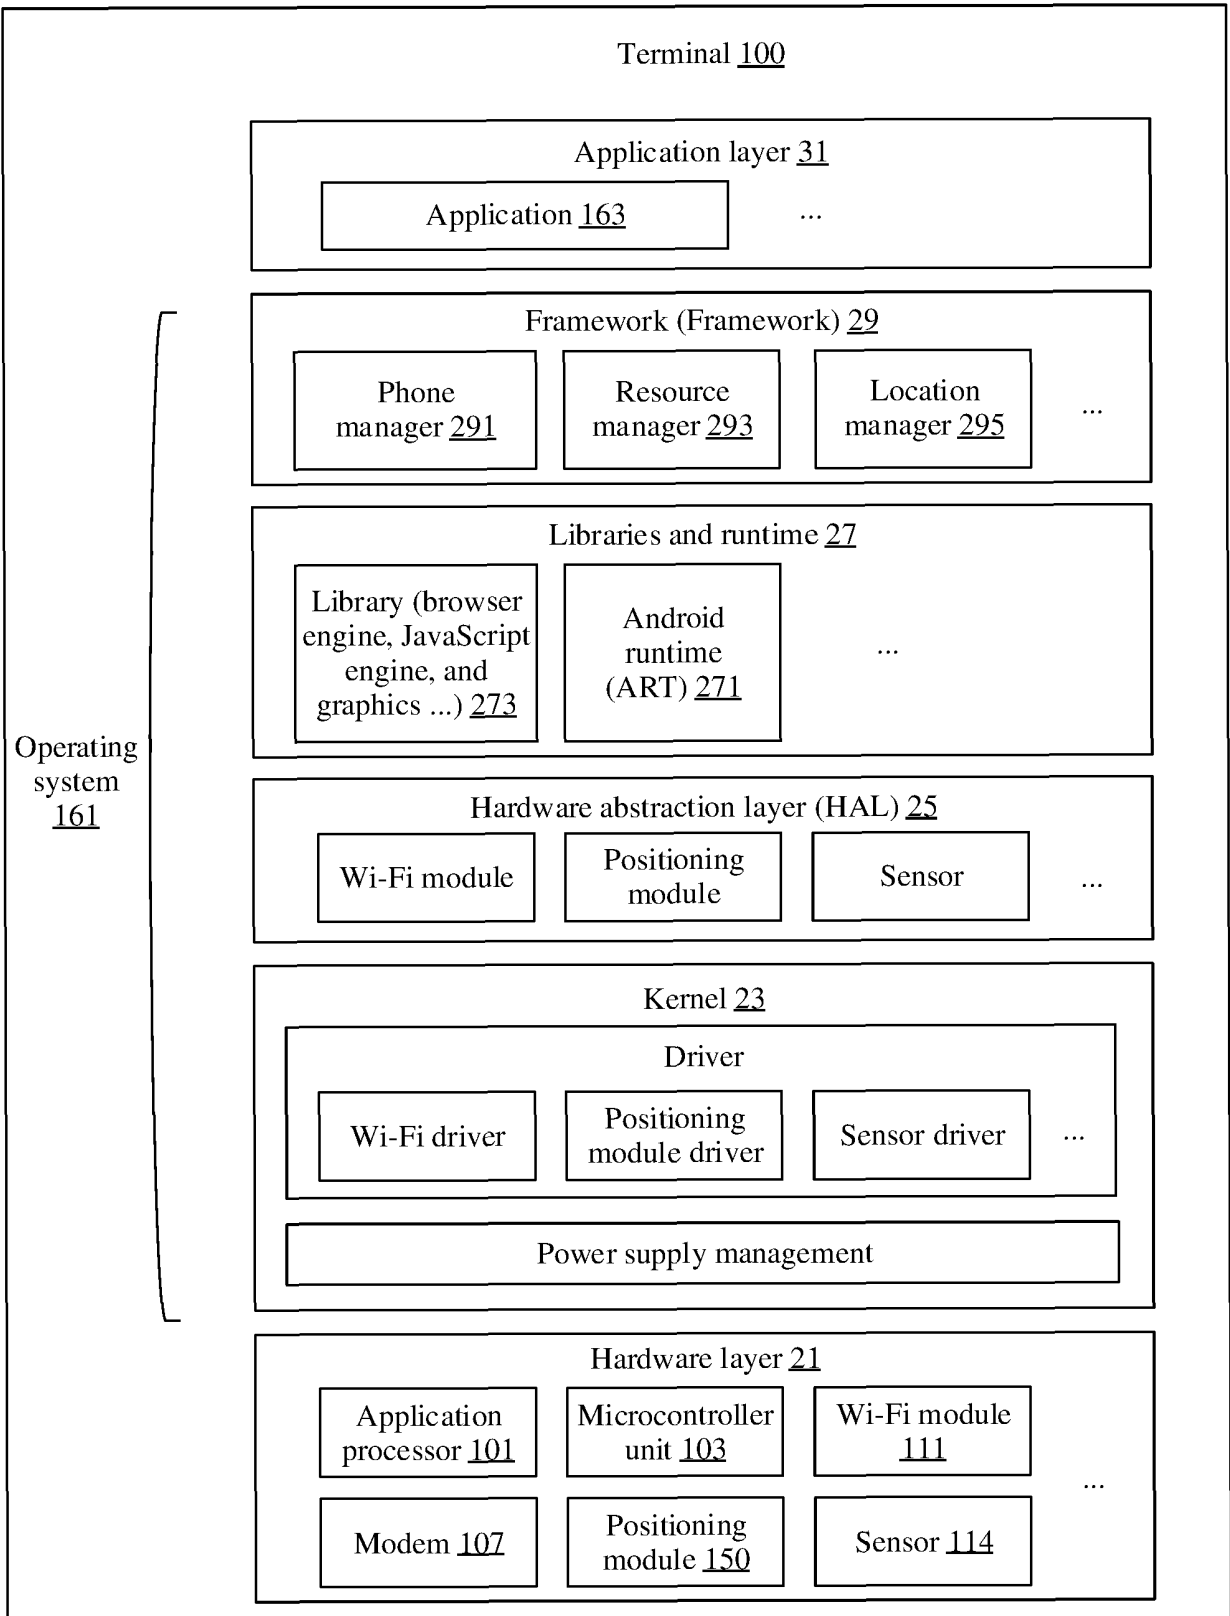 Terminal 100
Application layer 31
Application 163
...
Framework (Framework) 29
Phone
manager 291
Resource
manager 293
Location
manager 295
...
Libraries and runtime 27
Library (browser
engine, JavaScript
engine, and
graphics ...) 273
Android
runtime
(ART) 271
...
Operating
system
161
Hardware abstraction layer (HAL) 25
Wi-Fi module
Positioning
module
Sensor
...
Kernel 23
Driver
Wi-Fi driver
Positioning
module driver
Sensor driver
...
Power supply management
Hardware layer 21
Application
processor 101
Microcontroller
unit 103
Wi-Fi module
111
...
Modem 107
Positioning
module 150
Sensor 114